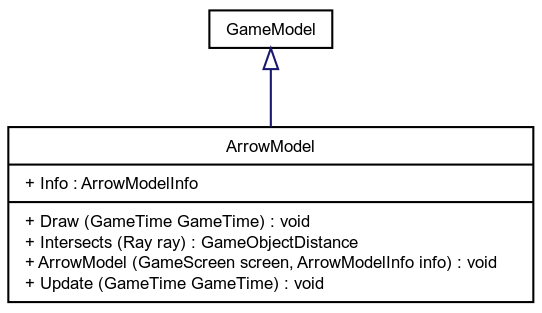 GameModel
ArrowModel
+ Info : ArrowModelInfo
+ Draw (GameTime GameTime) : void
+ Intersects (Ray ray) : GameObjectDistance
+ ArrowModel (GameScreen screen, ArrowModelInfo info) : void
+ Update (GameTime GameTime) : void